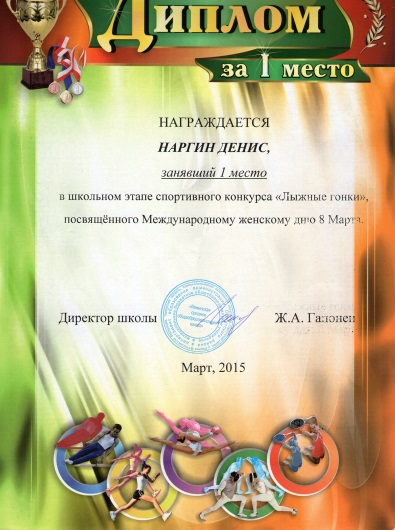 Диплом
за 1 место
НАГРАЖДАЕТСЯ
НАРГИН ДЕНИС,
занявший 1 место
в школьном этапе спортивного конкурса «Лыжные гонки»,
посвящённого Международному женскому дню 8 Марта.
Директор школы
Ж.А.
Март, 2015